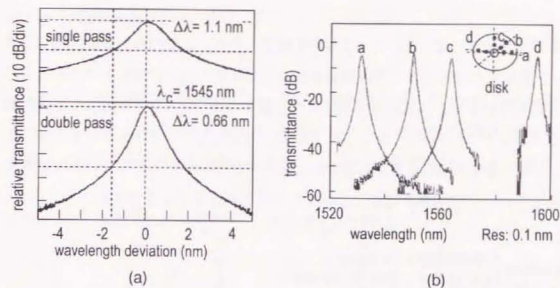 relative transmittance (10 dB/div)
single pass
Δλ= 1.1 nm
λc= 1545 nm
double pass
Δλ= 0.66 nm
-4 -2 0 2 4
wavelength deviation (nm)
(a)
transmittance (dB)
0
-20
-40
-60
a b c d
d c b a
disk
1520 1560 1600
wavelength (nm) Res: 0.1 nm
(b)